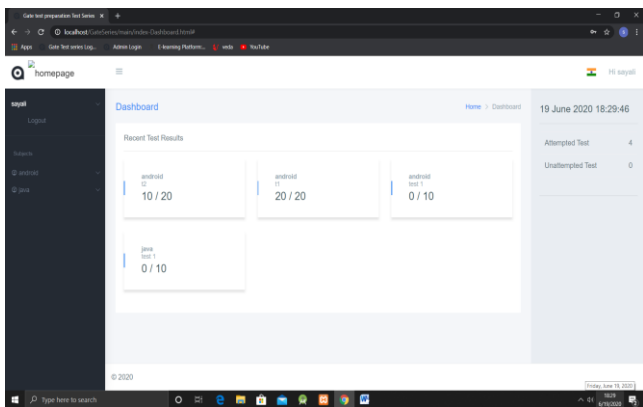 Gate test preparation Test Series
localhost/GateSeries/main/index-Dashboard.html#
Apps Gate Test series Log... Admin Login E-learning Platform... veds YouTube
homepage
Hi sayali
sayali
Logout
Subjects
android
java
Dashboard
Home > Dashboard
Recent Test Results
android
t2
10 / 20
android
t1
20 / 20
android
test 1
0 / 10
java
test 1
0 / 10
19 June 2020 18:29:46
Attempted Test 4
Unattempted Test 0
© 2020
Friday, June 19, 2020
Type here to search
18:29
6/19/2020